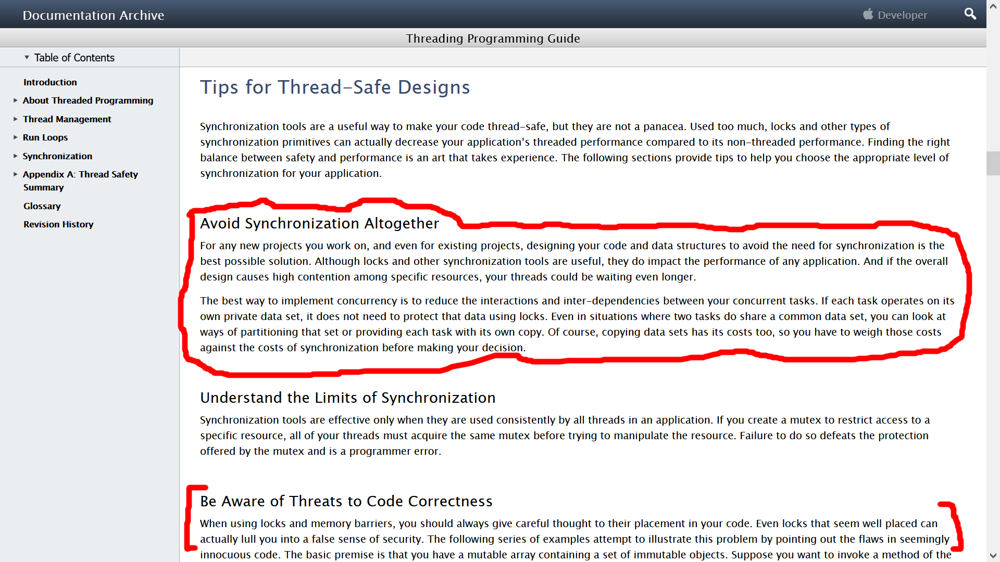 Documentation Archive
Developer
Threading Programming Guide
Table of Contents
Introduction
About Threaded Programming
Thread Management
Run Loops
Synchronization
Appendix A: Thread Safety
Summary
Glossary
Revision History
Tips for Thread-Safe Designs
Synchronization tools are a useful way to make your code thread-safe, but they are not a panacea. Used too much, locks and other types of
synchronization primitives can actually decrease your application’s threaded performance compared to its non-threaded performance. Finding the right
balance between safety and performance is an art that takes experience. The following sections provide tips to help you choose the appropriate level of
synchronization for your application.
Avoid Synchronization Altogether
For any new projects you work on, and even for existing projects, designing your code and data structures to avoid the need for synchronization is the
best possible solution. Although locks and other synchronization tools are useful, they do impact the performance of any application. And if the overall
design causes high contention among specific resources, your threads could be waiting even longer.
The best way to implement concurrency is to reduce the interactions and inter-dependencies between your concurrent tasks. If each task operates on its
own private data set, it does not need to protect that data using locks. Even in situations where two tasks do share a common data set, you can look at
ways of partitioning that set or providing each task with its own copy. Of course, copying data sets has its costs too, so you have to weigh those costs
against the costs of synchronization before making your decision.
Understand the Limits of Synchronization
Synchronization tools are effective only when they are used consistently by all threads in an application. If you create a mutex to restrict access to a
specific resource, all of your threads must acquire the same mutex before trying to manipulate the resource. Failure to do so defeats the protection
offered by the mutex and is a programmer error.
Be Aware of Threats to Code Correctness
When using locks and memory barriers, you should always give careful thought to their placement in your code. Even locks that seem well placed can
actually lull you into a false sense of security. The following series of examples attempt to illustrate this problem by pointing out the flaws in seemingly
innocuous code. The basic premise is that you have a mutable array containing a set of immutable objects. Suppose you want to invoke a method of the